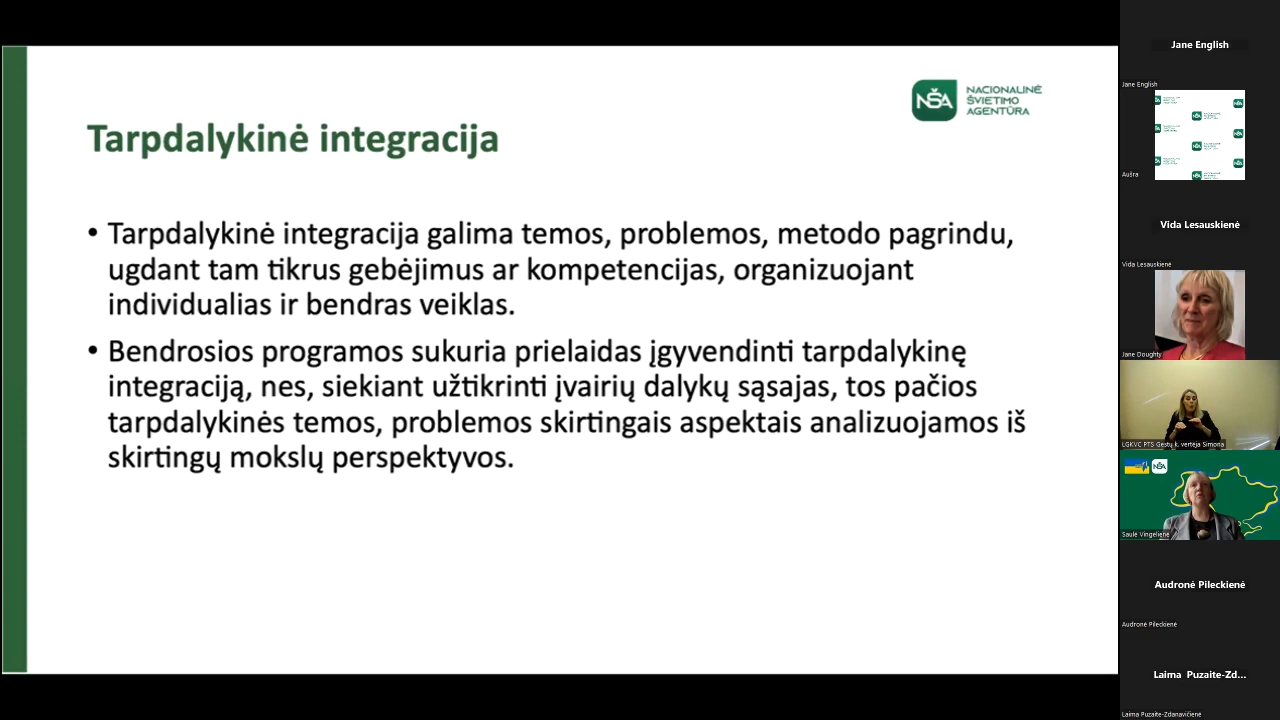 NŠA
NACIONALINĖ
ŠVIETIMO
AGENTŪRA
Tarpdalykinė integracija
• Tarpdalykinė integracija galima temos, problemos, metodo pagrindu,
ugdant tam tikrus gebėjimus ar kompetencijas, organizuojant
individualias ir bendras veiklas.
• Bendrosios programos sukuria prielaidas įgyvendinti tarpdalykinę
integraciją, nes, siekiant užtikrinti įvairių dalykų sąsajas, tos pačios
tarpdalykinės temos, problemos skirtingais aspektais analizuojamos iš
skirtingų mokslų perspektyvos.
Jane English
Jane English
Aušra
Vida Lesauskienė
Vida Lesauskienė
Jane Doughty
LGKVC PTS Gestų k. vertėja Simona
NŠA
Saulė Vingelienė
Audronė Pileckienė
Audronė Pileckienė
Laima Puzaite-Zd...
Laima Puzaite-Zdanavičienė